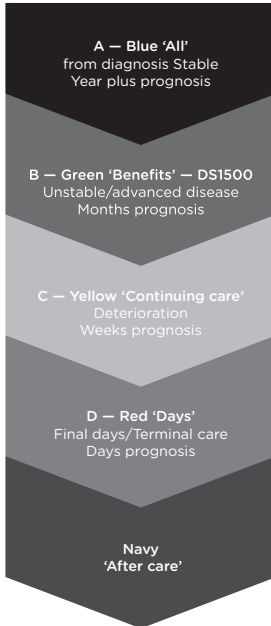 A — Blue ‘All’
from diagnosis Stable
Year plus prognosis
B — Green ‘Benefits’ — DS1500
Unstable/advanced disease
Months prognosis
C — Yellow ‘Continuing care’
Deterioration
Weeks prognosis
D — Red ‘Days’
Final days/Terminal care
Days prognosis
Navy
‘After care’